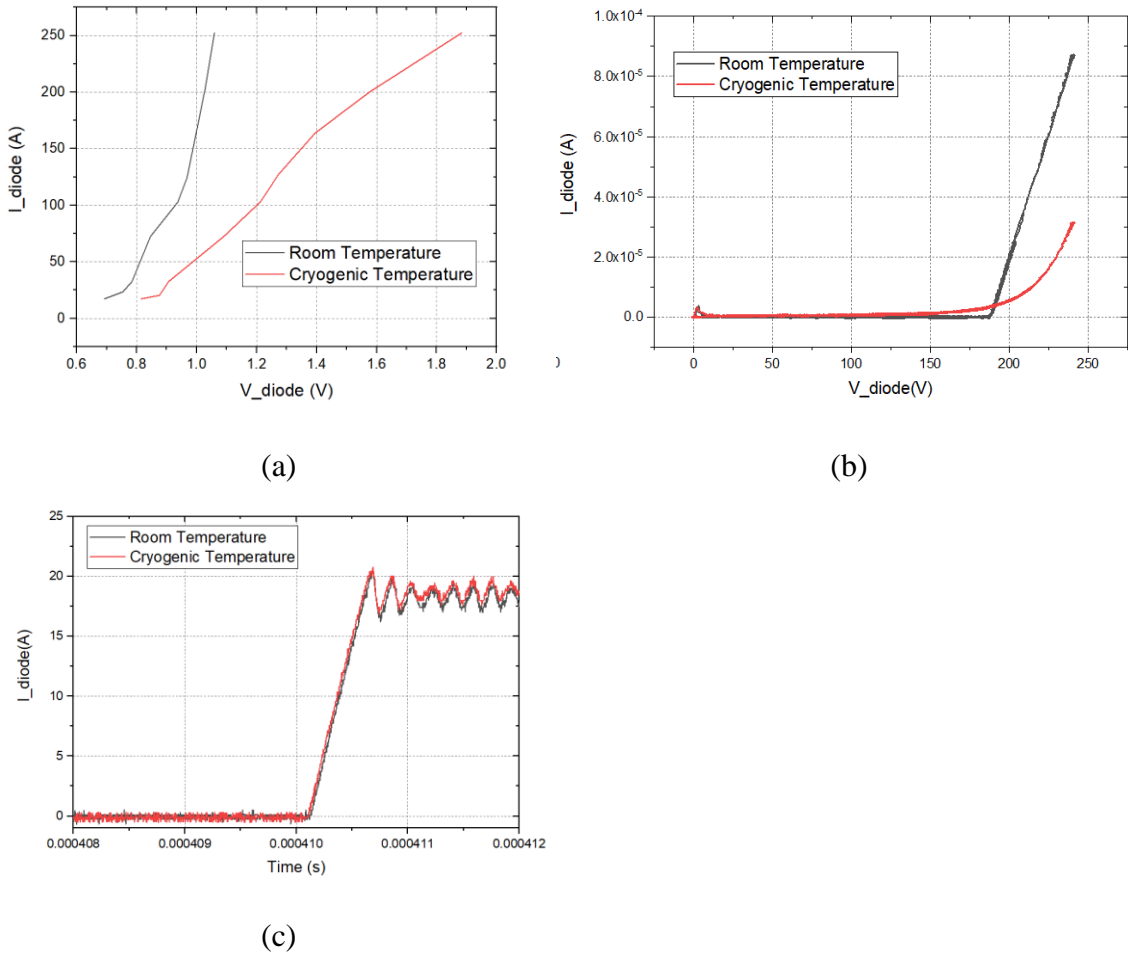 250
200
150
100
50
0
I_diode (A)
Room Temperature
Cryogenic Temperature
0.6 0.8 1.0 1.2 1.4 1.6 1.8 2.0
V_diode (V)
(a)
1.0x10-4
8.0x10-5
6.0x10-5
4.0x10-5
2.0x10-5
0.0
I_diode (A)
Room Temperature
Cryogenic Temperature
0 50 100 150 200 250
V_diode(V)
(b)
25
20
15
10
5
0
I_diode(A)
Room Temperature
Cryogenic Temperature
0.000408 0.000409 0.000410 0.000411 0.000412
Time (s)
(c)